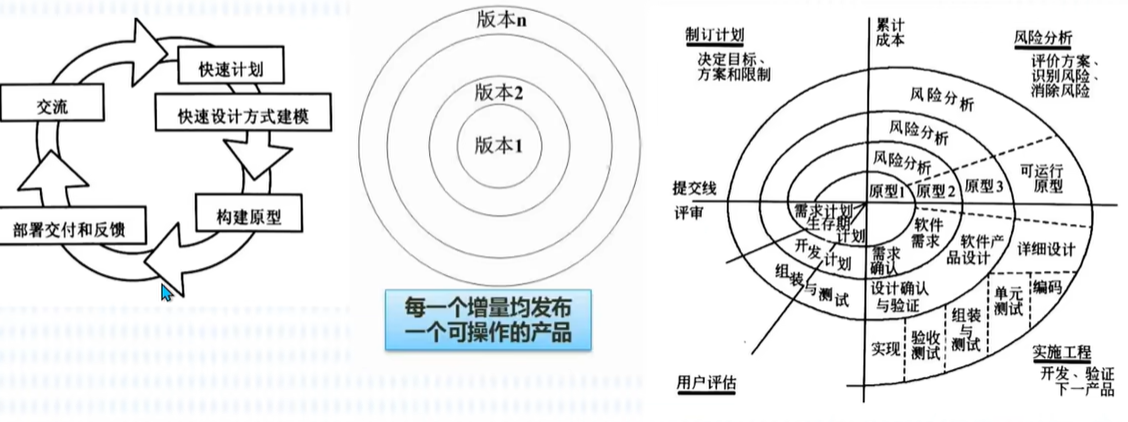 快速计划
交流
快速设计方式建模
构建原型
部署交付和反馈
版本n
版本2
版本1
每一个增量均发布
一个可操作的产品
累计
成本
制订计划
决定目标、
方案和限制
风险分析
评价方案、
识别风险、
消除风险
风险分析
风险分析
风险分析
提交线
评审
原型1
原型2
原型3
可运行
原型
需求计划
生存期
计划
开发计划
组装与测试
软件
需求
需求
确认
软件产
品设计
详细设计
设计确认
与验证
实现
验收
测试
组装
与
测试
单元
测试
编码
用户评估
实施工程
开发、验证
下一产品